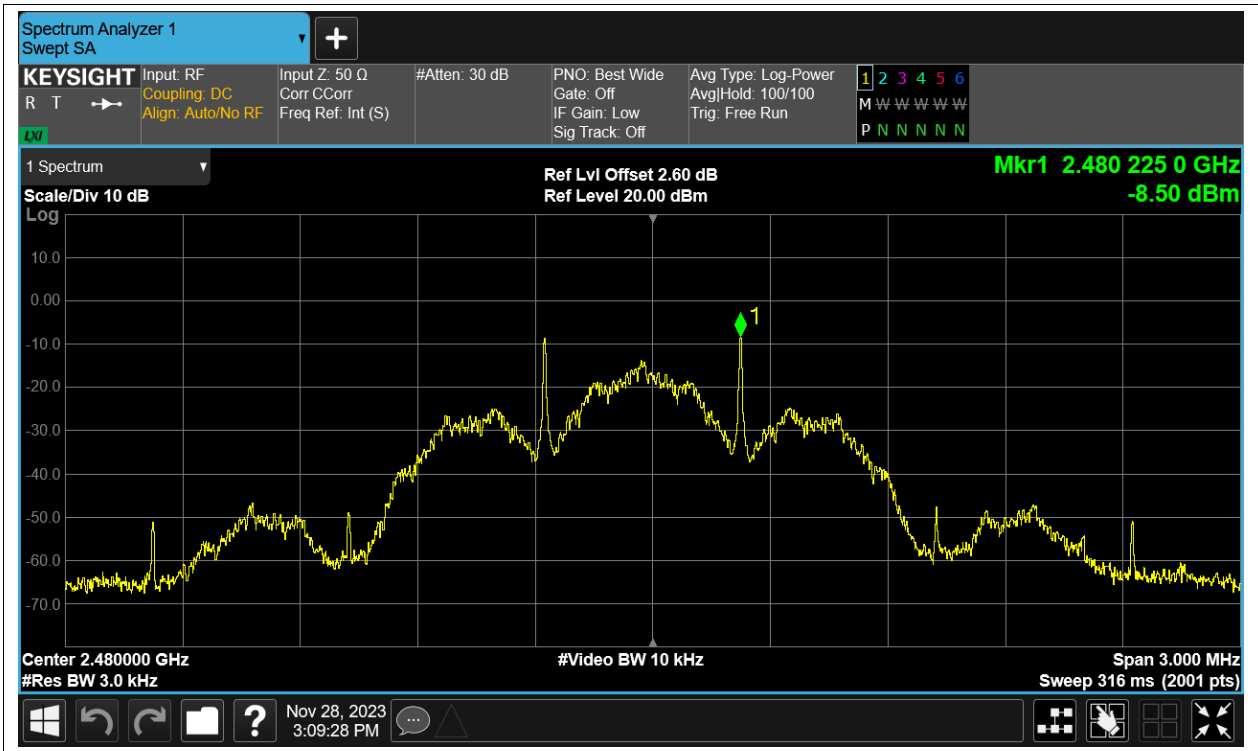 Spectrum Analyzer 1
Swept SA
+
KEYSIGHT
R T
LXI
Input: RF
Coupling: DC
Align: Auto/No RF
Input Z: 50 Ω
Corr CCorr
Freq Ref: Int (S)
#Atten: 30 dB
PNO: Best Wide
Gate: Off
IF Gain: Low
Sig Track: Off
Avg Type: Log-Power
Avg|Hold: 100/100
Trig: Free Run
1 2 3 4 5 6
M W W W W W W
P N N N N N N
1 Spectrum
Scale/Div 10 dB
Log
Ref Lvl Offset 2.60 dB
Ref Level 20.00 dBm
Mkr1 2.480 225 0 GHz
-8.50 dBm
10.0
0.00
-10.0
-20.0
-30.0
-40.0
-50.0
-60.0
-70.0
1
Center 2.480000 GHz
#Res BW 3.0 kHz
#Video BW 10 kHz
Span 3.000 MHz
Sweep 316 ms (2001 pts)
?
Nov 28, 2023
3:09:28 PM